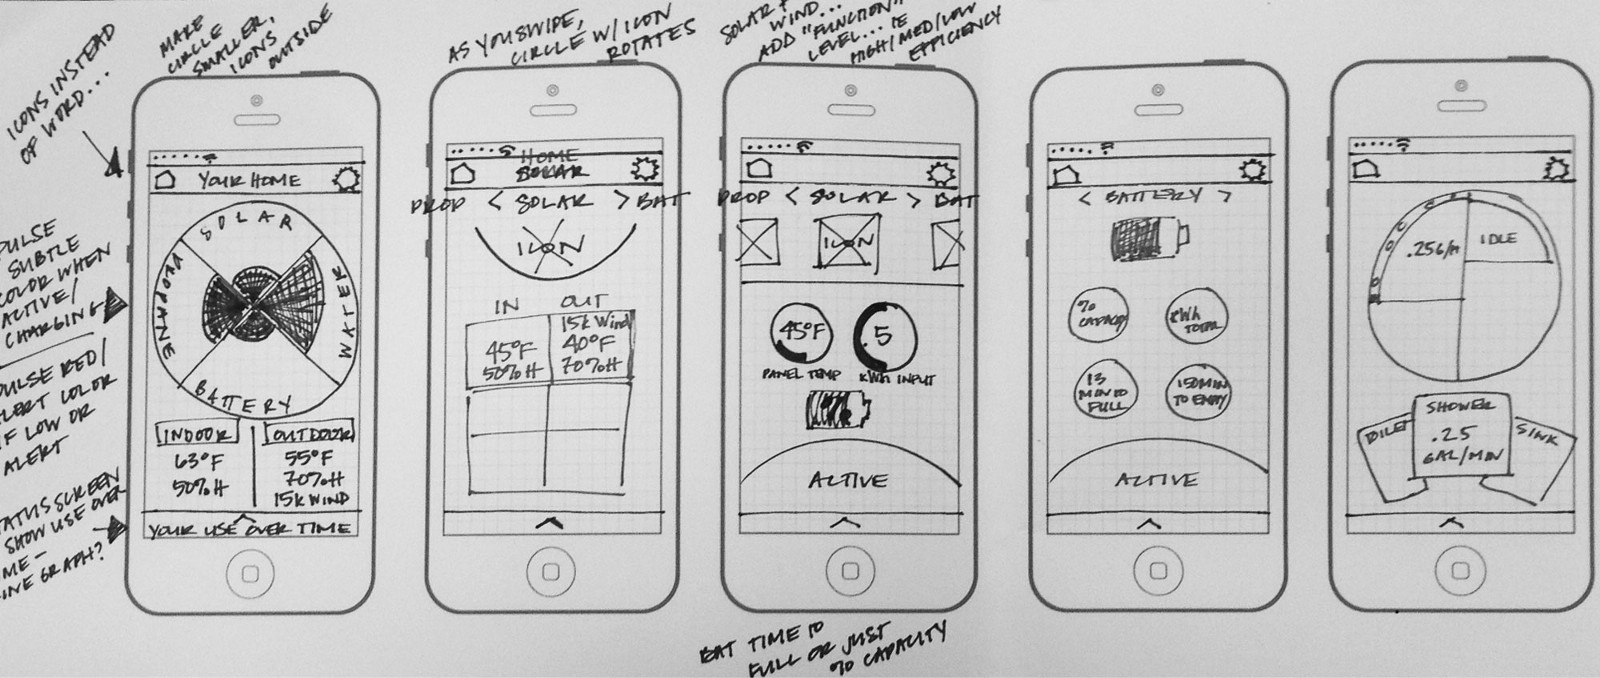 ICONS INSTEAD
OF WORD...
MAKE
CIRCLE
SMALLER,
ICONS
OUTSIDE
PULSE
SUBTLE
COLOR WHEN
ACTIVE/
CHARGING
PULSE RED/
ALERT COLOR
IF LOW OR
ALERT
STATUS SCREEN
SHOW USE OVER
TIME -
LINE GRAPH?
YOUR HOME
SOLAR
WATER
BATTERY
PROPANE
INDOOR
63°F
50%H
OUTDOOR
55°F
70%H
15K WIND
YOUR USE OVER TIME
AS YOU SWIPE,
CIRCLE W/ICON
ROTATES
HOME
SOLAR
PROP < SOLAR > BAT
ICON
IN OUT
45°F
50%H
15K WIND
40°F
70%H
SOLAR +
WIND...
ADD "FUNCTION"
LEVEL... IE
HIGH/MED/LOW
EFFICIENCY
PROP < SOLAR > BAT
ICON
45°F
PANEL TEMP
.5
KWH INPUT
ACTIVE
BAT TIME TO
FULL OR JUST
% CAPACITY
< BATTERY >
%
CAPACITY
KWh
TOTAL
13
MIN TO
FULL
150MIN
TO EMPTY
ACTIVE
.25G/M
IDLE
TOILET
SHOWER
.25
GAL/MIN
SINK